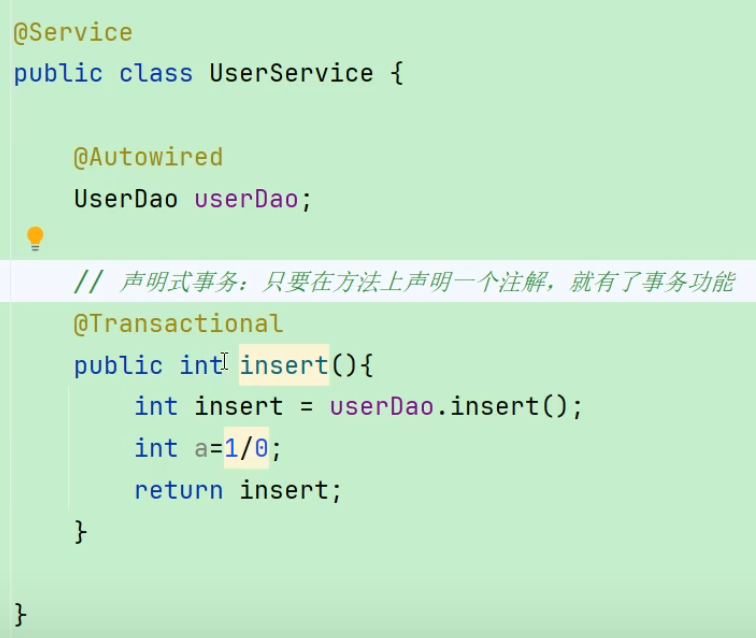 @Service
public class UserService {
@Autowired
UserDao userDao;
// 声明式事务：只要在方法上声明一个注解，就有了事务功能
@Transactional
public int insert(){
int insert = userDao.insert();
int a=1/0;
return insert;
}
}